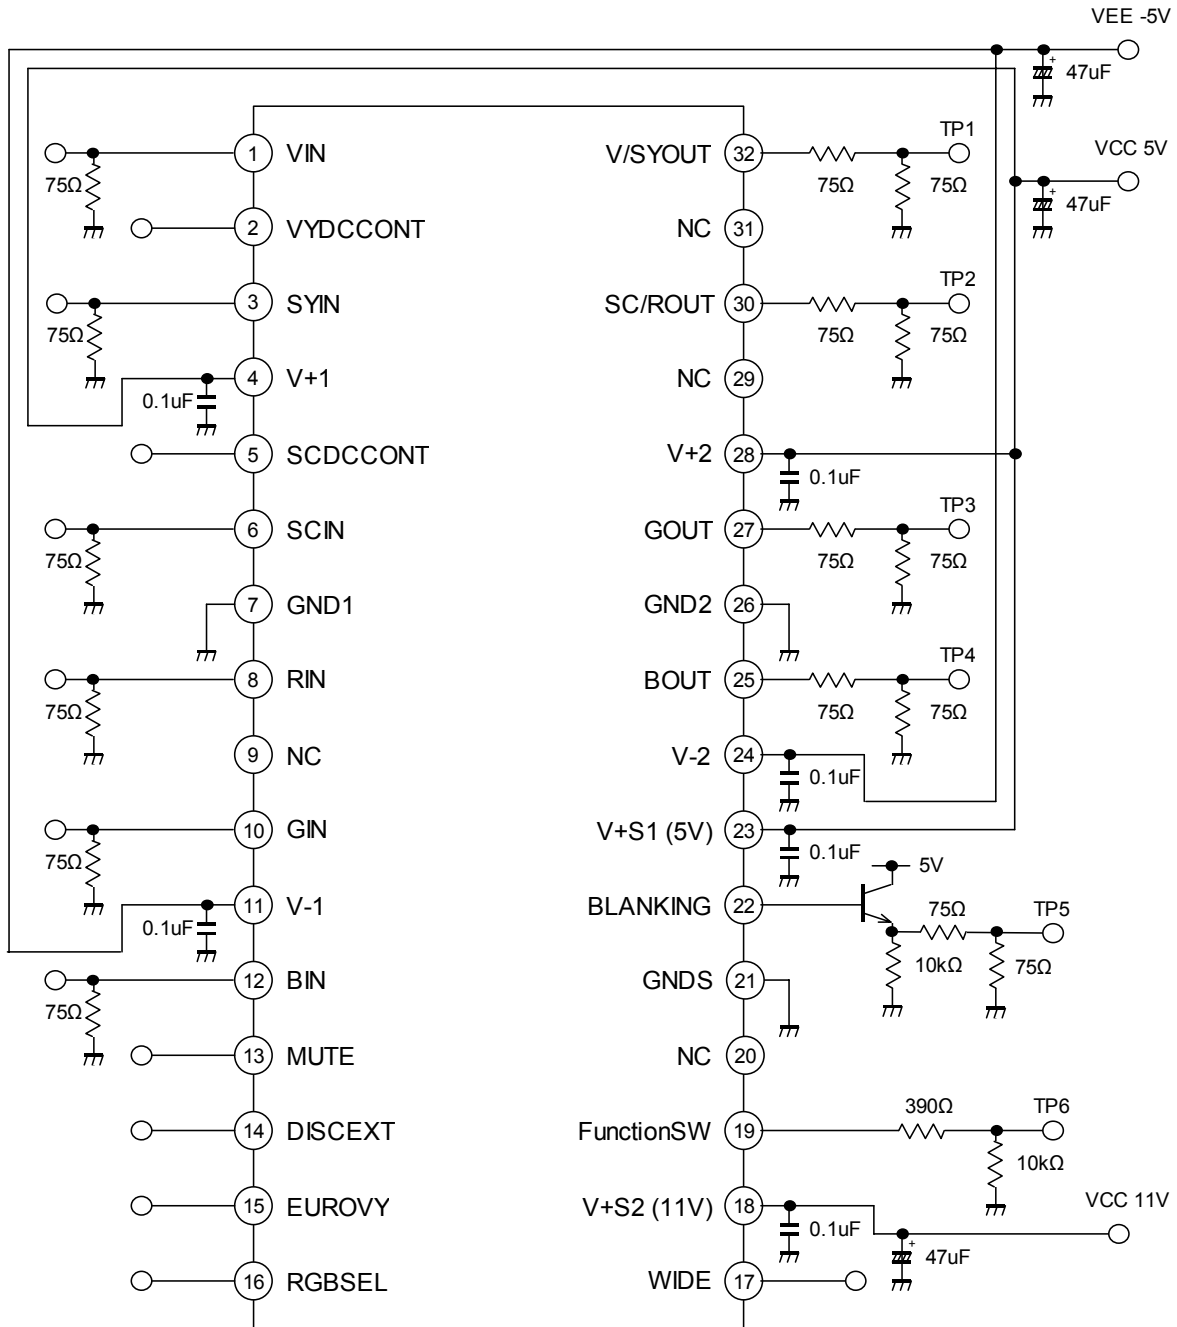 VEE -5V
+
47uF
VCC 5V
+
47uF
1 VIN
75Ω
2 VYDCCONT
3 SYIN
75Ω
4 V+1
0.1uF
5 SCDCCONT
6 SCIN
75Ω
7 GND1
8 RIN
75Ω
9 NC
10 GIN
75Ω
11 V-1
0.1uF
12 BIN
75Ω
13 MUTE
14 DISCEXT
15 EUROVY
16 RGBSEL
V/SYOUT 32
TP1
75Ω 75Ω
NC 31
SC/ROUT 30
TP2
75Ω 75Ω
NC 29
V+2 28
0.1uF
GOUT 27
TP3
75Ω 75Ω
GND2 26
BOUT 25
TP4
75Ω 75Ω
V-2 24
0.1uF
V+S1 (5V) 23
0.1uF
5V
BLANKING 22
75Ω
TP5
10kΩ 75Ω
GNDS 21
NC 20
FunctionSW 19
390Ω
TP6
10kΩ
V+S2 (11V) 18
0.1uF
VCC 11V
+
47uF
WIDE 17